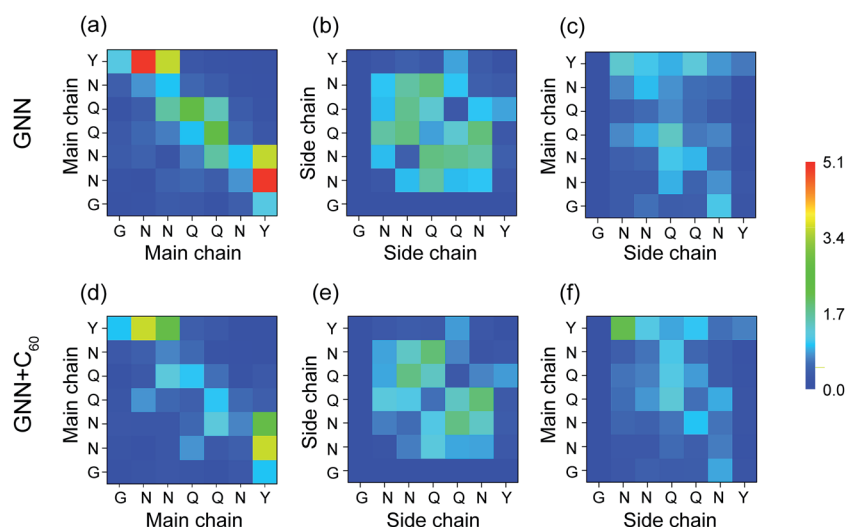 (a) (b) (c)
GNN
Main chain
Y
N
Q
Q
N
N
G
G N N Q Q N Y
Main chain
Side chain
Y
N
Q
Q
N
N
G
G N N Q Q N Y
Side chain
Main chain
Y
N
Q
Q
N
N
G
G N N Q Q N Y
Side chain
5.1
3.4
1.7
0.0
(d) (e) (f)
GNN+C60
Main chain
Y
N
Q
Q
N
N
G
G N N Q Q N Y
Main chain
Side chain
Y
N
Q
Q
N
N
G
G N N Q Q N Y
Side chain
Main chain
Y
N
Q
Q
N
N
G
G N N Q Q N Y
Side chain